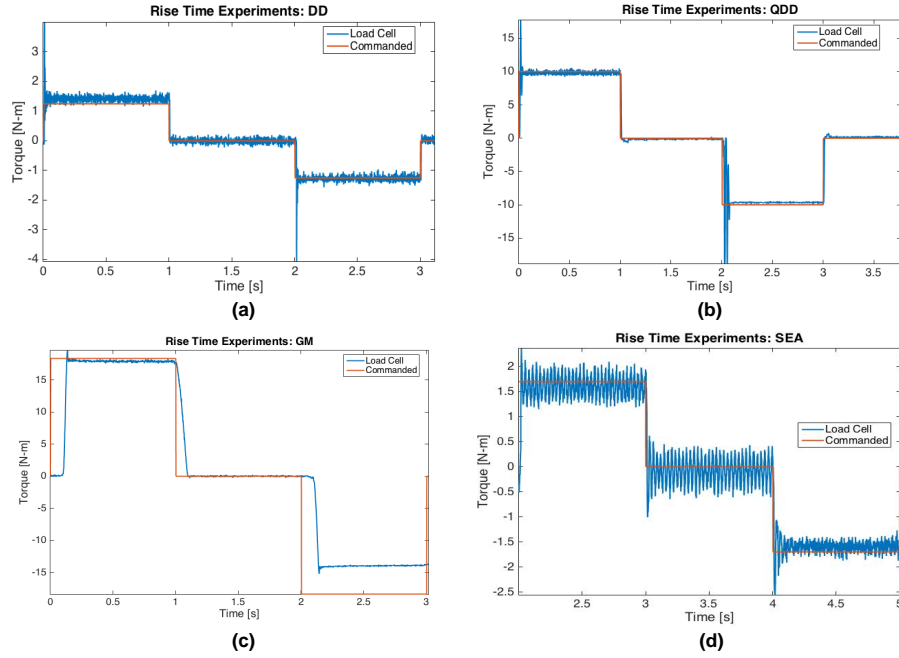 Rise Time Experiments: DD
Load Cell
Commanded
Torque [N-m]
3
2
1
0
-1
-2
-3
-4
0
0.5
1
1.5
2
2.5
3
Time [s]
(a)
Rise Time Experiments: QDD
Load Cell
Commanded
Torque [N-m]
15
10
5
0
-5
-10
-15
0
0.5
1
1.5
2
2.5
3
3.5
Time [s]
(b)
Rise Time Experiments: GM
Load Cell
Commanded
Torque [N-m]
15
10
5
0
-5
-10
-15
0
0.5
1
1.5
2
2.5
3
Time [s]
(c)
Rise Time Experiments: SEA
Load Cell
Commanded
Torque [N-m]
2
1.5
1
0.5
0
-0.5
-1
-1.5
-2
-2.5
2.5
3
3.5
4
4.5
5
Time [s]
(d)